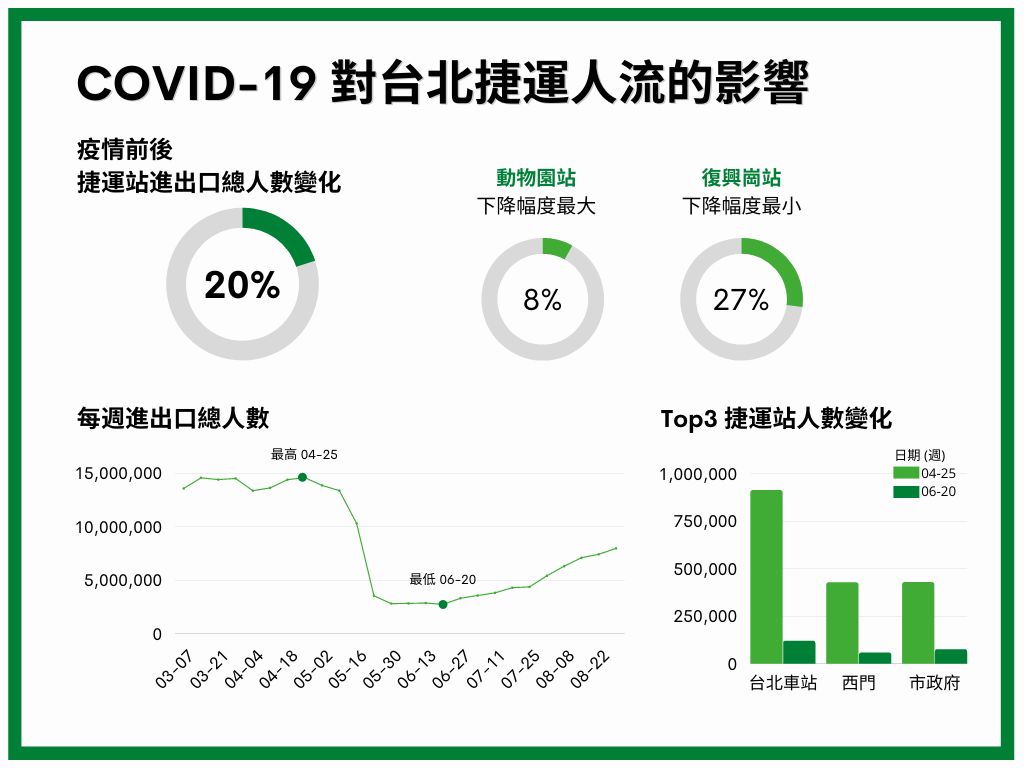 COVID-19 對台北捷運人流的影響
疫情前後
捷運站進出口總人數變化
20%
動物園站
下降幅度最大
8%
復興崗站
下降幅度最小
27%
每週進出口總人數
最高 04-25
15,000,000
10,000,000
最低 06-20
5,000,000
0
03-07
03-21
04-04
04-18
05-02
05-16
05-30
06-13
06-27
07-11
07-25
08-08
08-22
Top3 捷運站人數變化
日期 (週)
04-25
06-20
1,000,000
750,000
500,000
250,000
0
台北車站
西門
市政府